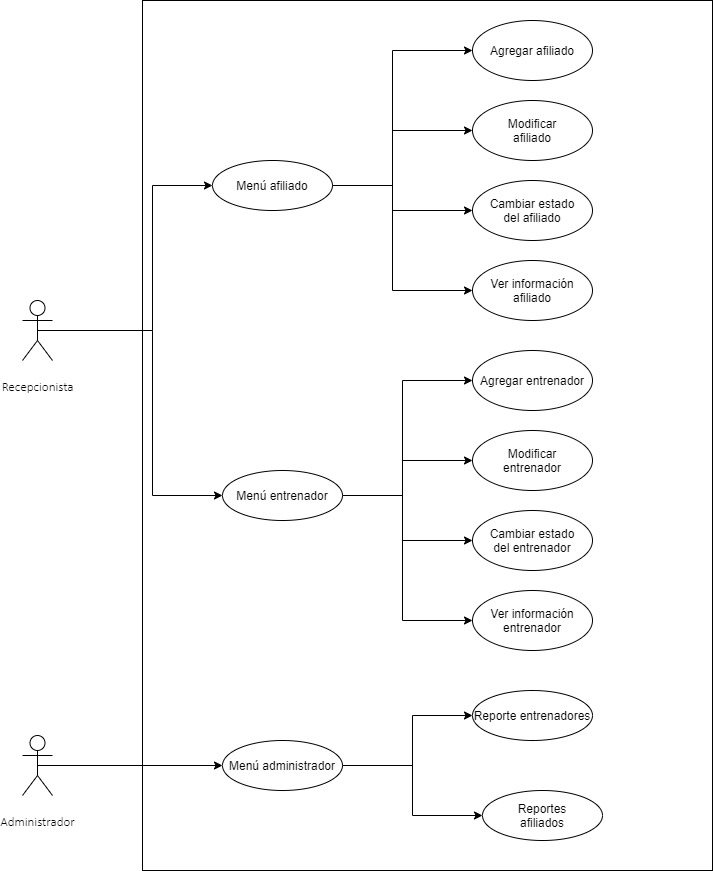 Agregar afiliado
Modificar
afiliado
Menú afiliado
Cambiar estado
del afiliado
Ver información
afiliado
Recepcionista
Agregar entrenador
Modificar
entrenador
Menú entrenador
Cambiar estado
del entrenador
Ver información
entrenador
Reporte entrenadores
Menú administrador
Reportes
afiliados
Administrador